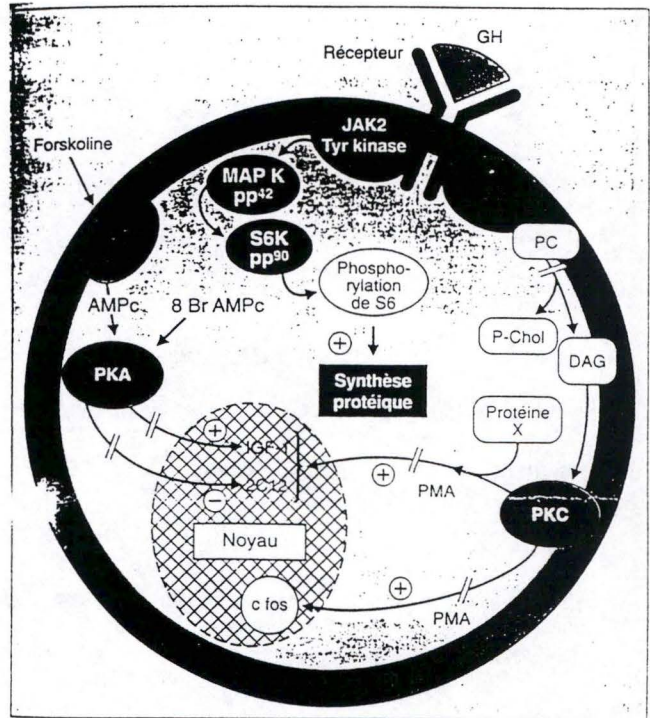 GH
Récepteur
JAK2
Tyr kinase
Forskoline
MAP K
pp42
S6K
pp90
PC
Phospho-
rylation
de S6
AMPc
8 Br AMPc
P-Chol
DAG
+
PKA
Synthèse
protéique
Protéine
X
+
IGF-1
+
PMA
2C12
−
PKC
Noyau
c fos
+
PMA